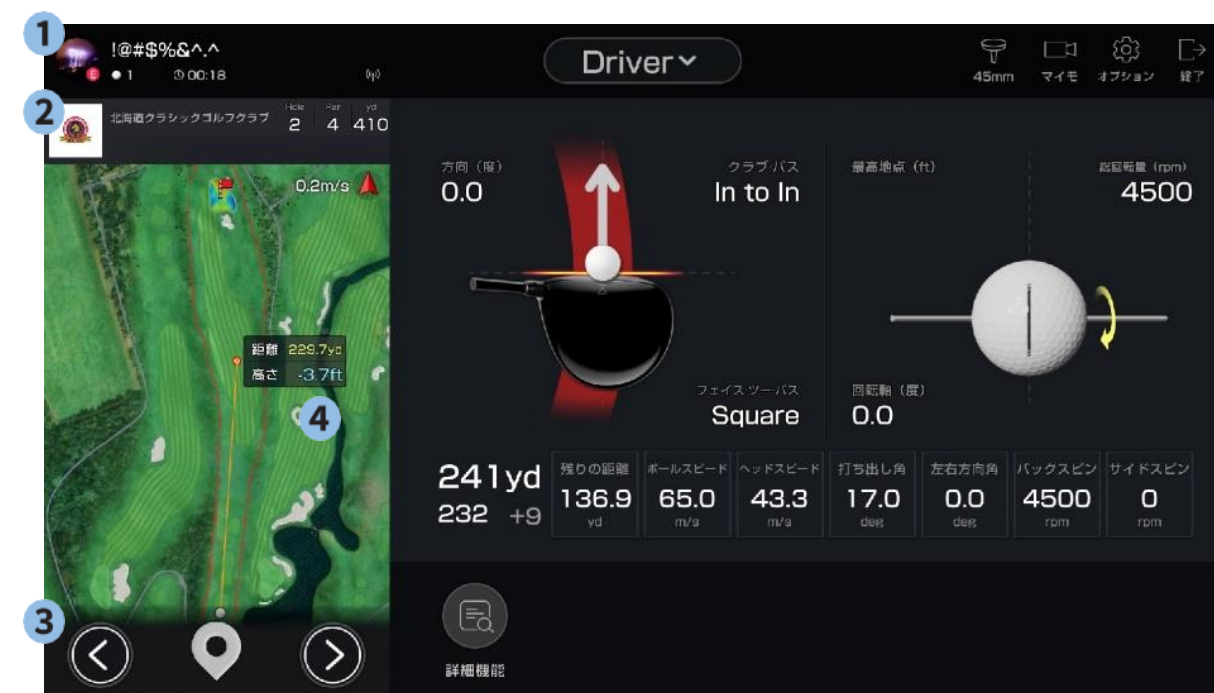 1
!@#$%&^.^
1 00:18
Driver
45mm マイモ オプション 終了
2
北海道クラシックゴルフクラブ
Hole Par yd
2 4 410
0.2m/s
方向（度）
0.0
クラブ・パス
In to In
最高地点（ft）
総回転量（rpm）
4500
距離 229.7yd
高さ -3.7ft
4
フェイス・ツー・パス
Square
回転軸（度）
0.0
241yd
232 +9
残りの距離 ボールスピード ヘッドスピード 打ち出し角 左右方向角 バックスピン サイドスピン
136.9 65.0 43.3 17.0 0.0 4500 0
yd m/s m/s deg deg rpm rpm
3
詳細機能